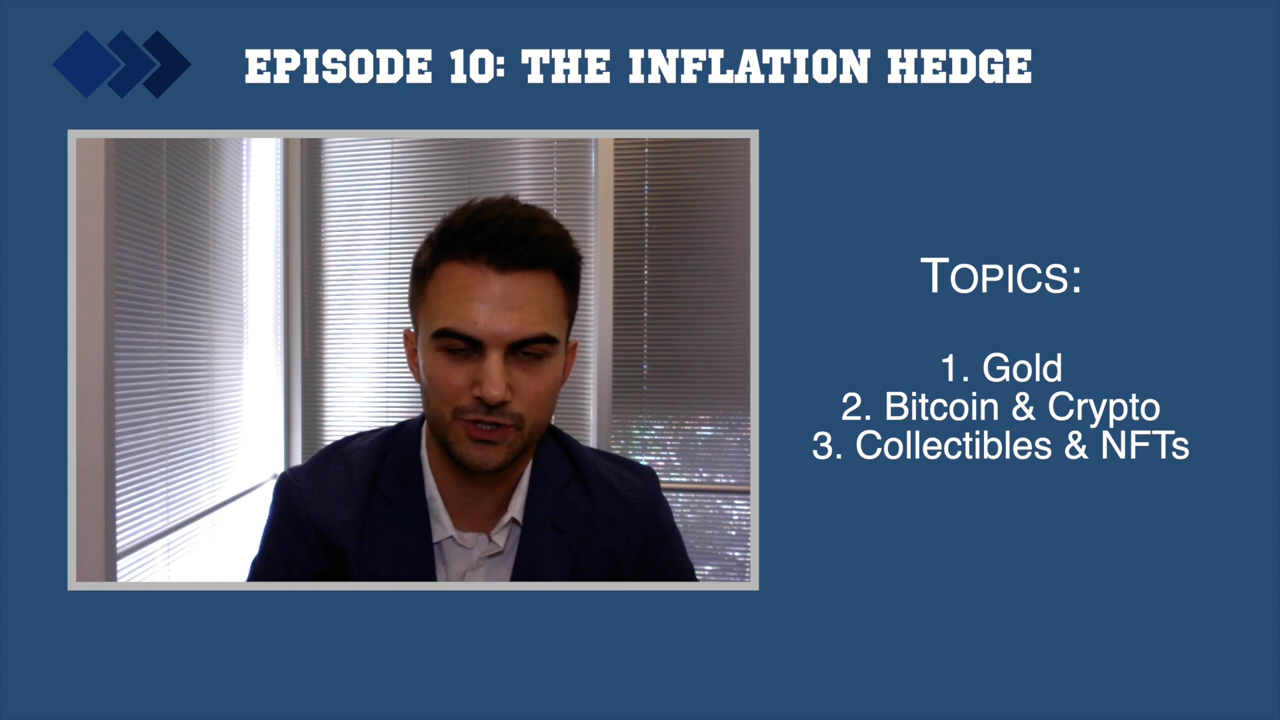 EPISODE 10: THE INFLATION HEDGE
TOPICS:
1. Gold
2. Bitcoin & Crypto
3. Collectibles & NFTs